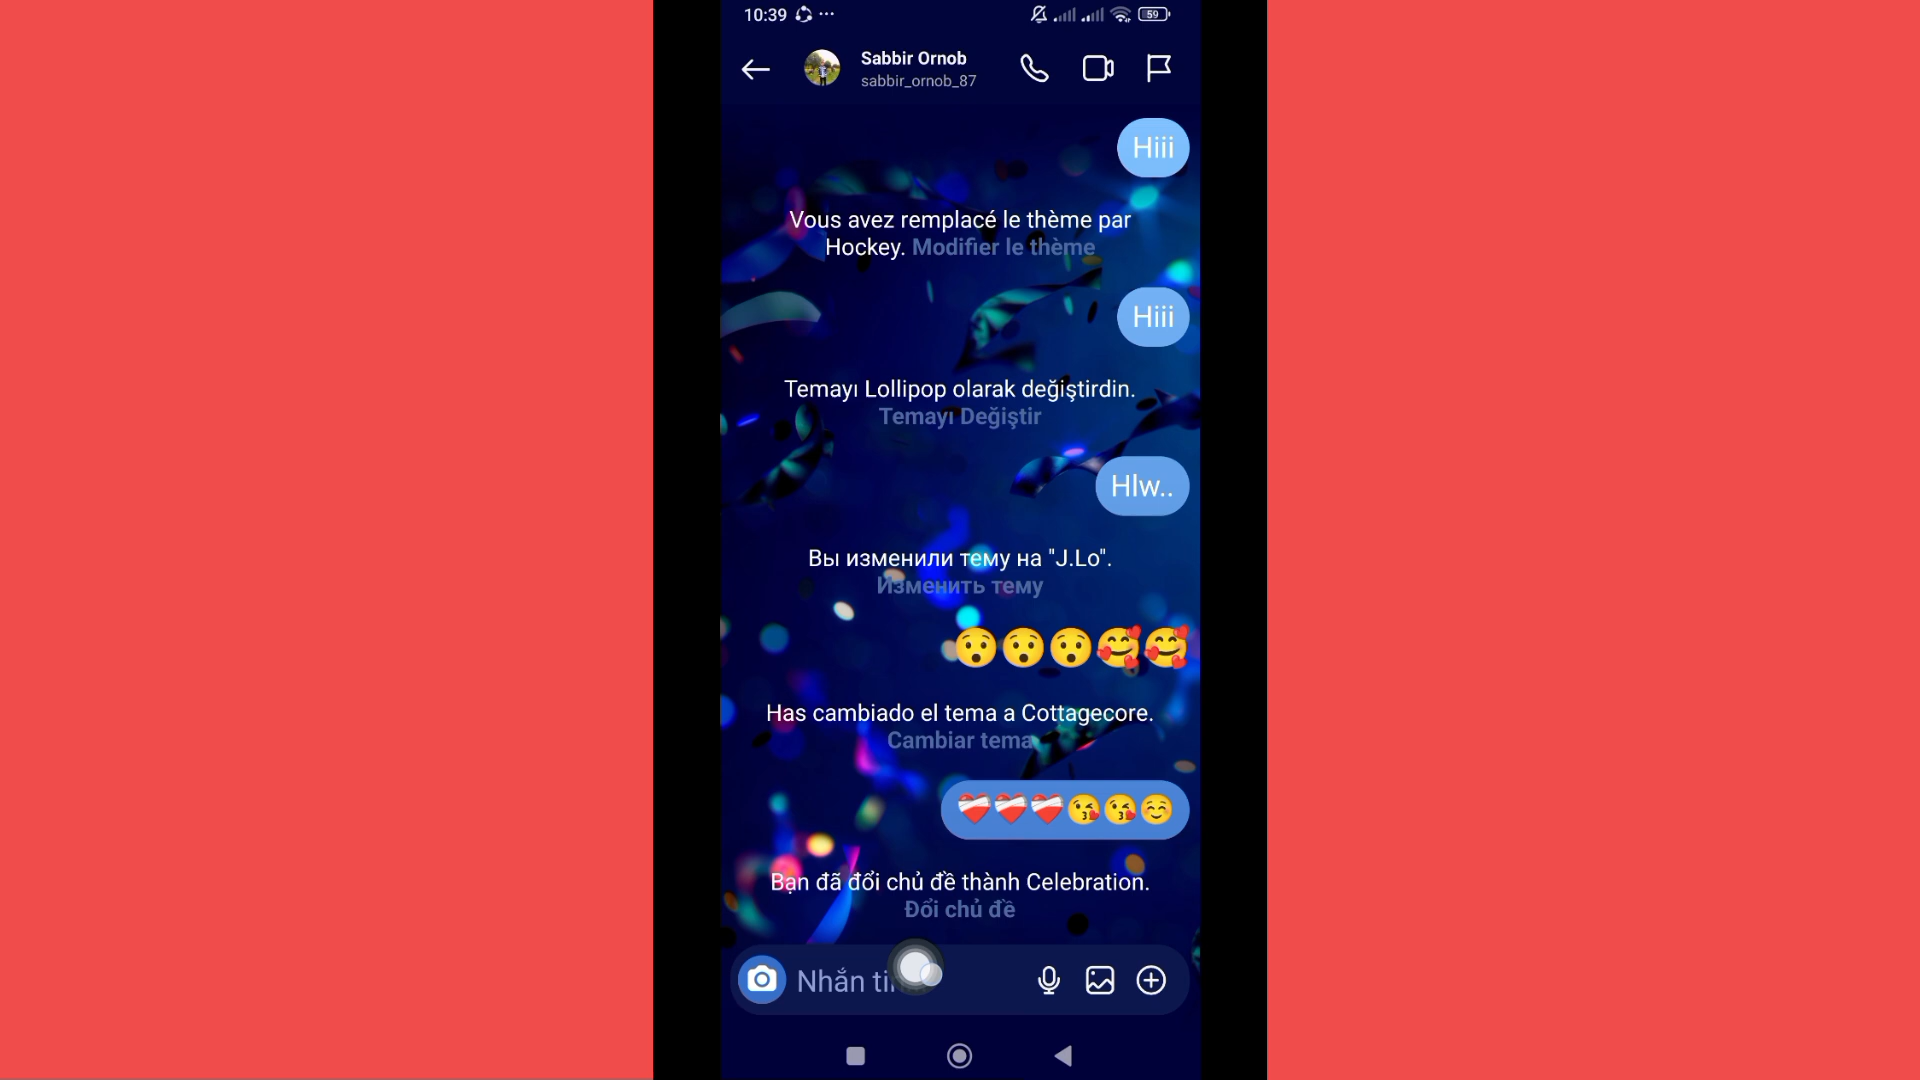 10:39
59
Sabbir Ornob
sabbir_ornob_87
Hiii
Vous avez remplacé le thème par
Hockey. Modifier le thème
Hiii
Temayı Lollipop olarak değiştirdin.
Temayı Değiştir
Hlw..
Вы изменили тему на "J.Lo".
Изменить тему
😯😯😯🥰🥰
Has cambiado el tema a Cottagecore.
Cambiar tema
❤️‍🩹❤️‍🩹❤️‍🩹😘😘☺️
Bạn đã đổi chủ đề thành Celebration.
Đổi chủ đề
Nhắn